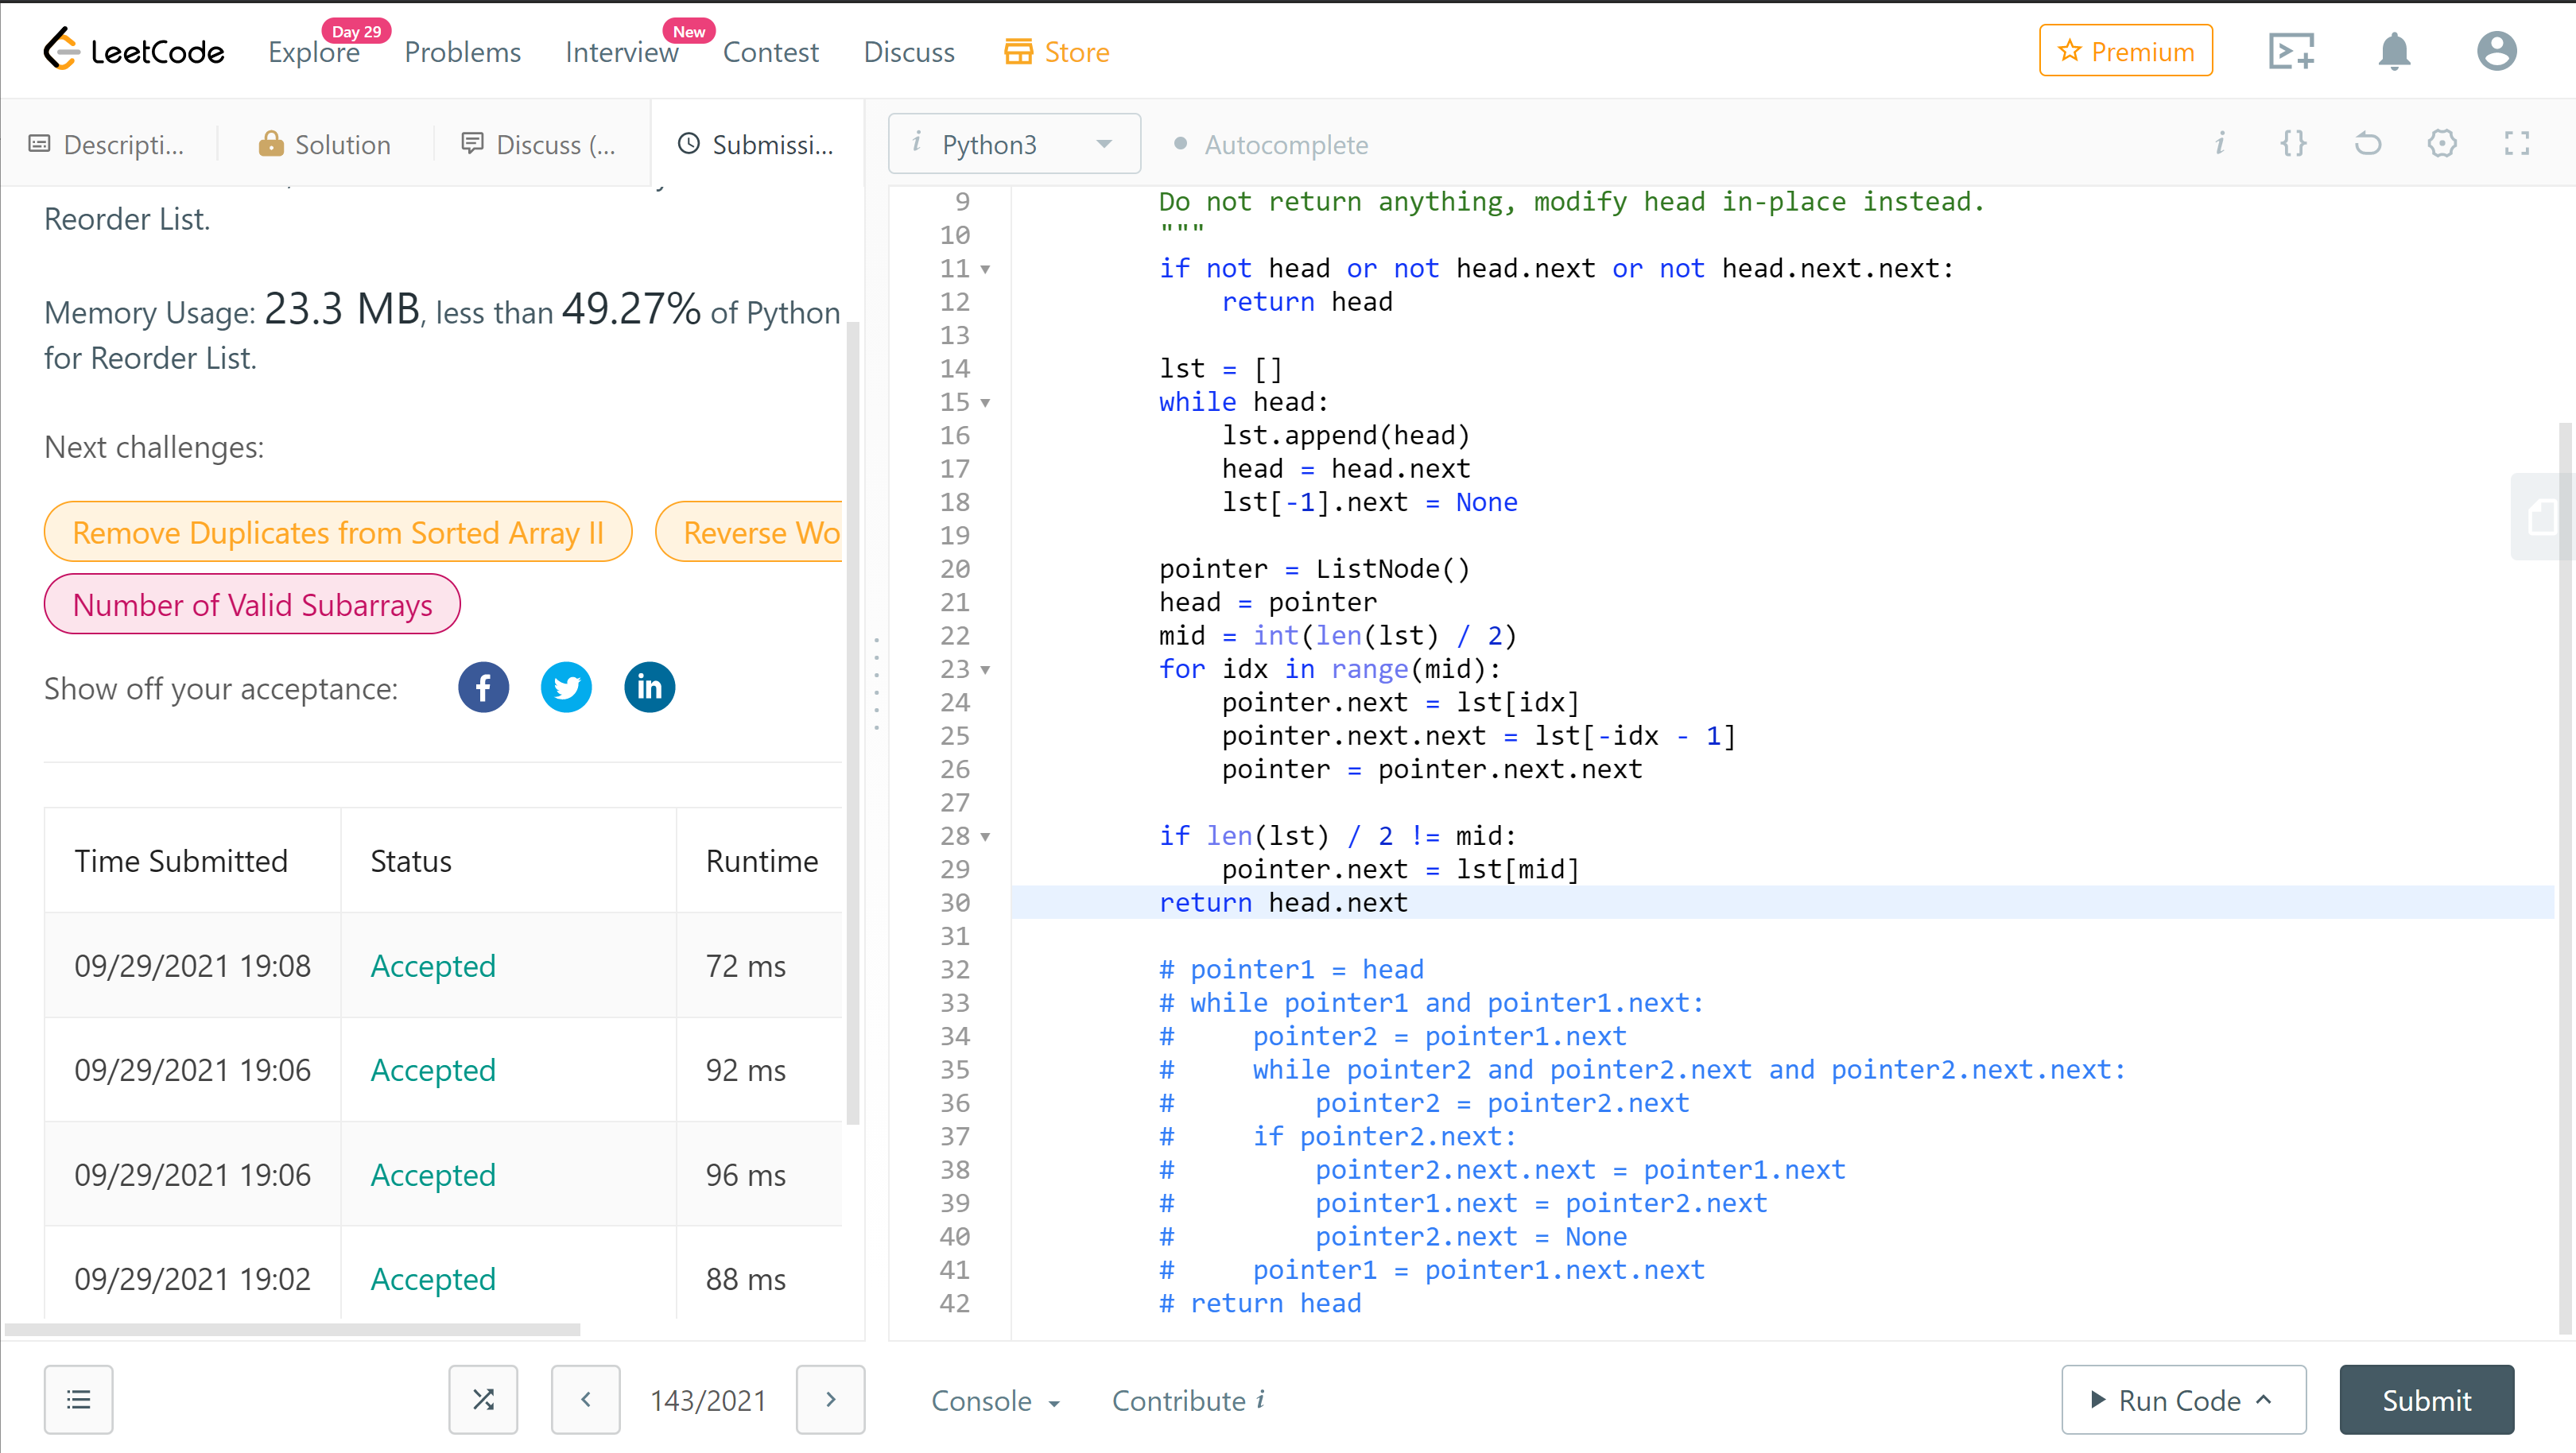 LeetCode
Explore
Day 29
Problems
Interview
New
Contest
Discuss
Store
Premium
Descripti...
Solution
Discuss (...
Submissi...
Reorder List.
Memory Usage: 23.3 MB, less than 49.27% of Python
for Reorder List.
Next challenges:
Remove Duplicates from Sorted Array II
Reverse Wo
Number of Valid Subarrays
Show off your acceptance:
Time Submitted Status Runtime
09/29/2021 19:08 Accepted 72 ms
09/29/2021 19:06 Accepted 92 ms
09/29/2021 19:06 Accepted 96 ms
09/29/2021 19:02 Accepted 88 ms
143/2021
i Python3
Autocomplete
i {}
9 Do not return anything, modify head in-place instead.
10 """
11 if not head or not head.next or not head.next.next:
12     return head
13
14 lst = []
15 while head:
16     lst.append(head)
17     head = head.next
18     lst[-1].next = None
19
20 pointer = ListNode()
21 head = pointer
22 mid = int(len(lst) / 2)
23 for idx in range(mid):
24     pointer.next = lst[idx]
25     pointer.next.next = lst[-idx - 1]
26     pointer = pointer.next.next
27
28 if len(lst) / 2 != mid:
29     pointer.next = lst[mid]
30 return head.next
31
32 # pointer1 = head
33 # while pointer1 and pointer1.next:
34 #     pointer2 = pointer1.next
35 #     while pointer2 and pointer2.next and pointer2.next.next:
36 #         pointer2 = pointer2.next
37 #     if pointer2.next:
38 #         pointer2.next.next = pointer1.next
39 #         pointer1.next = pointer2.next
40 #         pointer2.next = None
41 #     pointer1 = pointer1.next.next
42 # return head
Console
Contribute i
Run Code
Submit